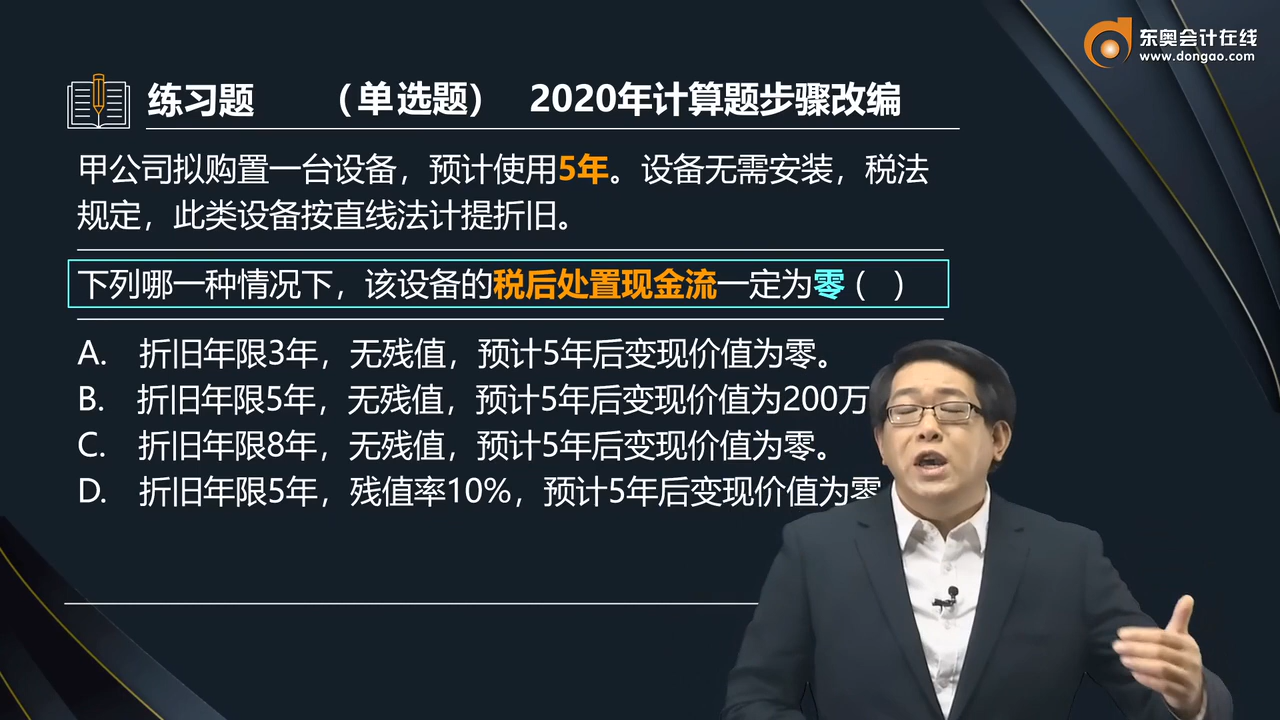 东奥会计在线
www.dongao.com
练习题 （单选题） 2020年计算题步骤改编
甲公司拟购置一台设备，预计使用5年。设备无需安装，税法
规定，此类设备按直线法计提折旧。
下列哪一种情况下，该设备的税后处置现金流一定为零（ ）
A. 折旧年限3年，无残值，预计5年后变现价值为零。
B. 折旧年限5年，无残值，预计5年后变现价值为200万
C. 折旧年限8年，无残值，预计5年后变现价值为零。
D. 折旧年限5年，残值率10%，预计5年后变现价值为零